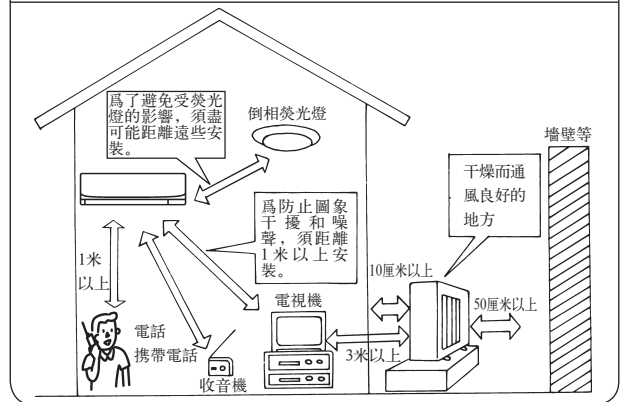 爲了避免受熒光
燈的影響，須盡
可能距離遠些安
裝。
倒相熒光燈
墻壁等
干燥而通
風良好的
地方
爲防止圖象
干擾和噪
聲，須距離
1米以上安
裝。
1米
以上
10厘米以上
50厘米以上
電視機
3米以上
電話
携帶電話
收音機